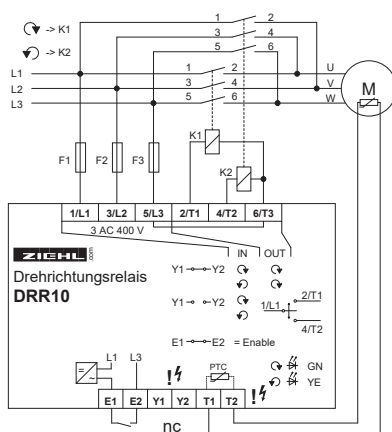 1 2
-> K1 3 4
-> K2 5 6
L1 1 2 U
L2 3 4 V M
L3 5 6 W
F1 F2 F3 K1
K2
1/L1 3/L2 5/L3 2/T1 4/T2 6/T3
3 AC 400 V
ZIEHL.com IN OUT
Drehrichtungsrelais Y1 Y2
DRR10
Y1 Y2 1/L1 2/T1
4/T2
E1 E2 = Enable
L1 L3 PTC GN
YE
E1 E2 Y1 Y2 T1 T2
nc